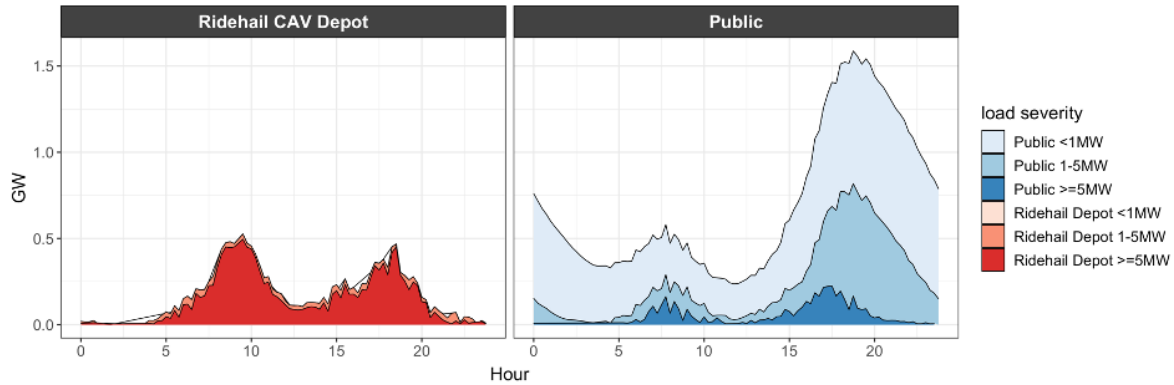 Ridehail CAV Depot
Public
GW
1.5
1.0
0.5
0.0
0 5 10 15 20
0 5 10 15 20
Hour
load severity
Public <1MW
Public 1-5MW
Public >=5MW
Ridehail Depot <1MW
Ridehail Depot 1-5MW
Ridehail Depot >=5MW